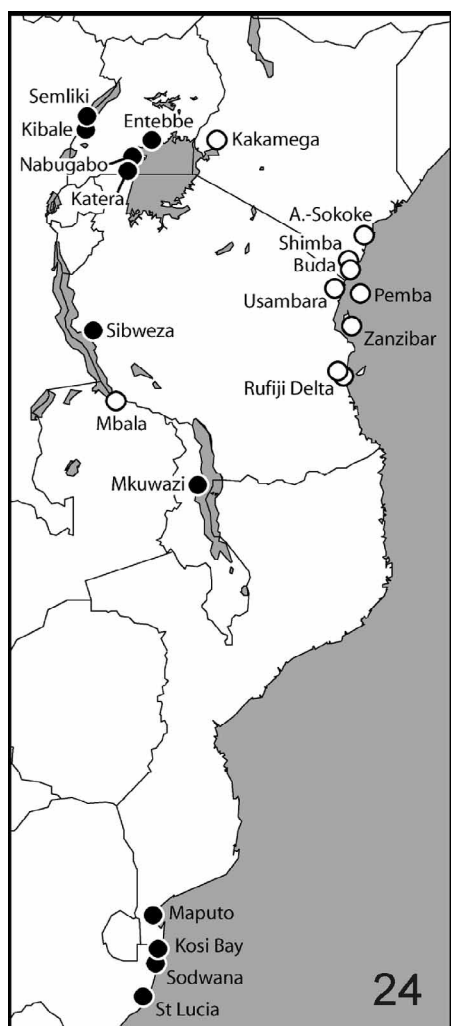 Semliki
Kibale
Entebbe
Kakamega
Nabugabo
Katera
A.-Sokoke
Shimba
Buda
Usambara
Pemba
Zanzibar
Sibweza
Rufiji Delta
Mbala
Mkuwazi
Maputo
Kosi Bay
Sodwana
St Lucia
24